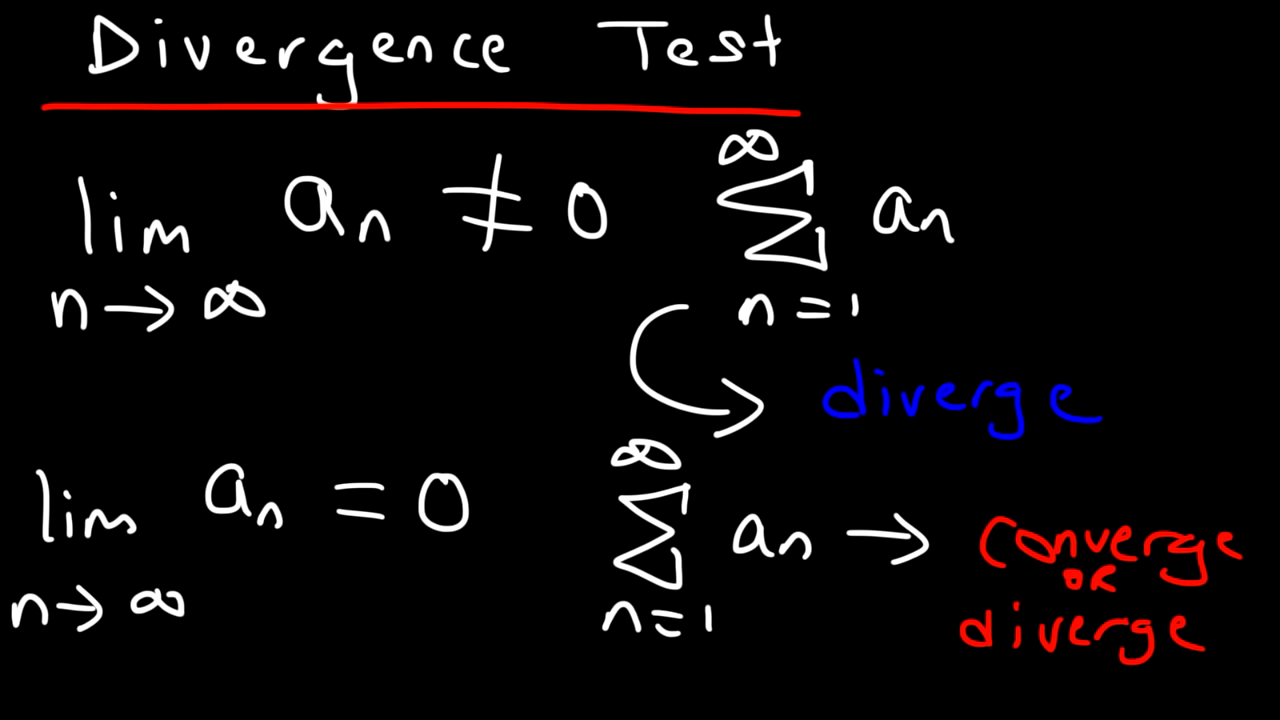 Divergence Test
lim n→∞ an ≠ 0 ∞ ∑ n=1 an
diverge
lim n→∞ an = 0 ∞ ∑ n=1 an → converge or diverge